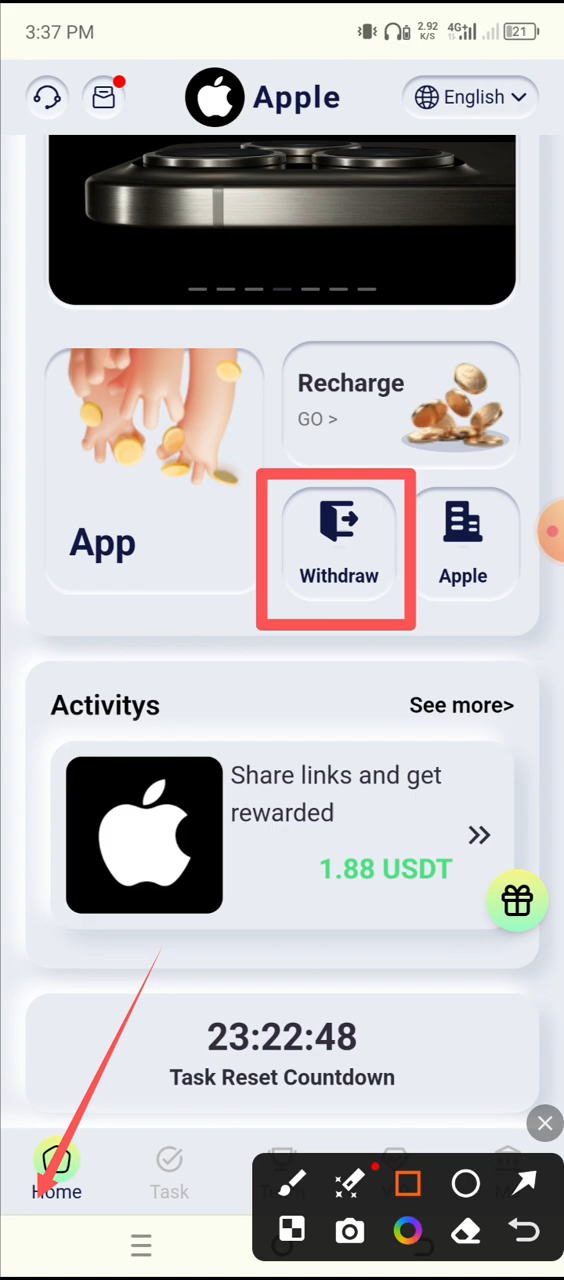 3:37 PM
2.92
K/S
4G+
21
Apple
English
Recharge
GO >
App
Withdraw
Apple
Activitys
See more>
Share links and get
rewarded
1.88 USDT
23:22:48
Task Reset Countdown
Home
Task